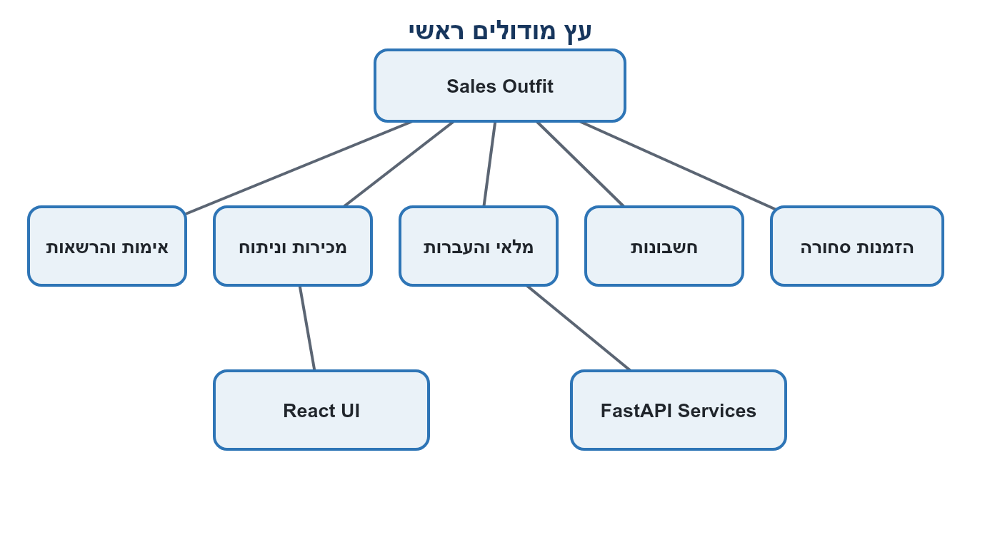 עץ מודולים ראשי
Sales Outfit
הזמנות סחורה
חשבונות
מלאי והעברות
מכירות וניתוח
אימות והרשאות
React UI
FastAPI Services